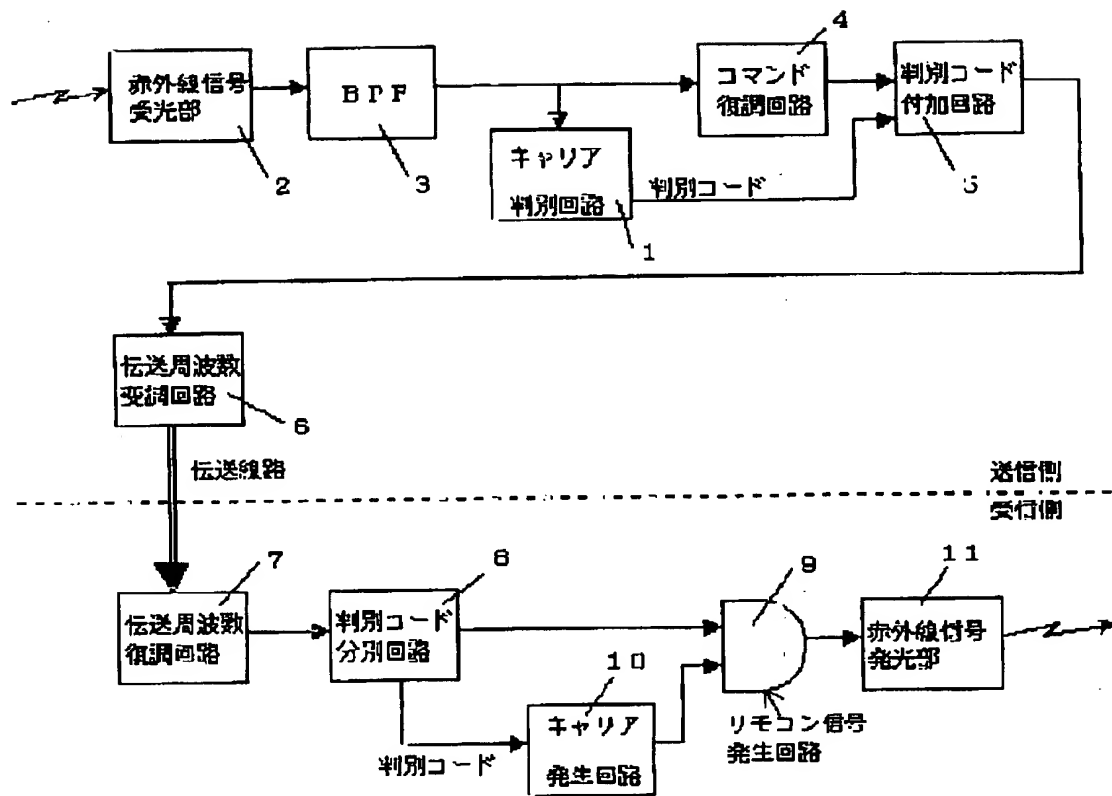 赤外線信号
受光部
2
BPF
3
キャリア
判別回路
1
判別コード
コマンド
復調回路
4
判別コード
付加回路
5
伝送周波数
変調回路
6
伝送線路
送信側
受行側
伝送周波数
復調回路
7
判別コード
分別回路
8
判別コード
キャリア
発生回路
10
9
リモコン信号
発生回路
赤外線信号
発光部
11